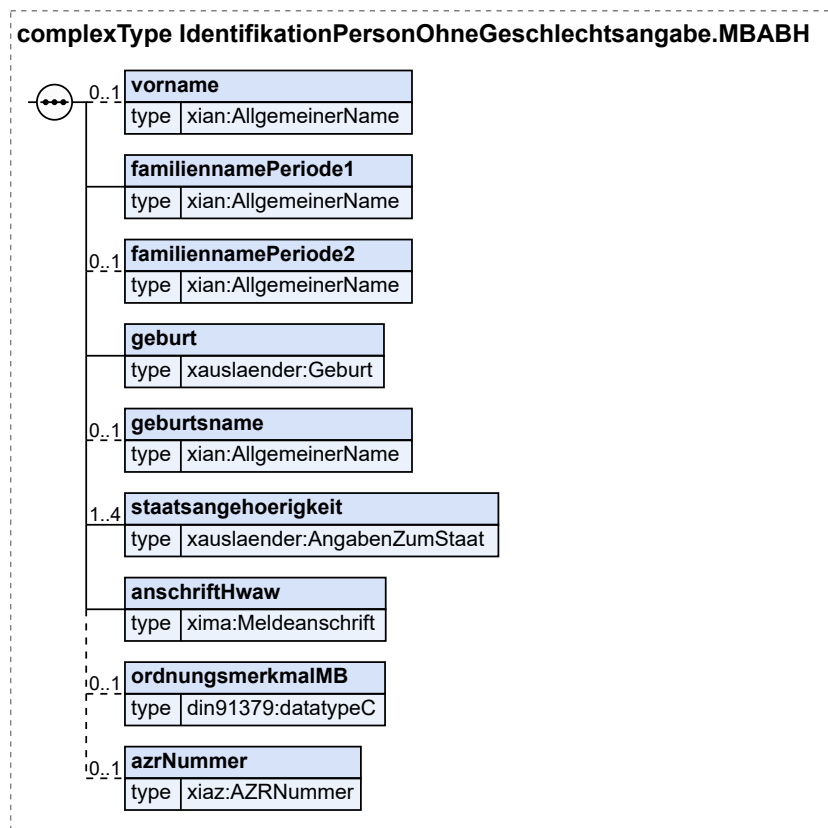 complexType IdentifikationPersonOhneGeschlechtsangabe.MBABH
0..1 vorname
type xian:AllgemeinerName
familiennamePeriode1
type xian:AllgemeinerName
0..1 familiennamePeriode2
type xian:AllgemeinerName
geburt
type xauslaender:Geburt
0..1 geburtsname
type xian:AllgemeinerName
1..4 staatsangehoerigkeit
type xauslaender:AngabenZumStaat
anschriftHwaw
type xima:Meldeanschrift
0..1 ordnungsmerkmalMB
type din91379:datatypeC
0..1 azrNummer
type xiaz:AZRNummer